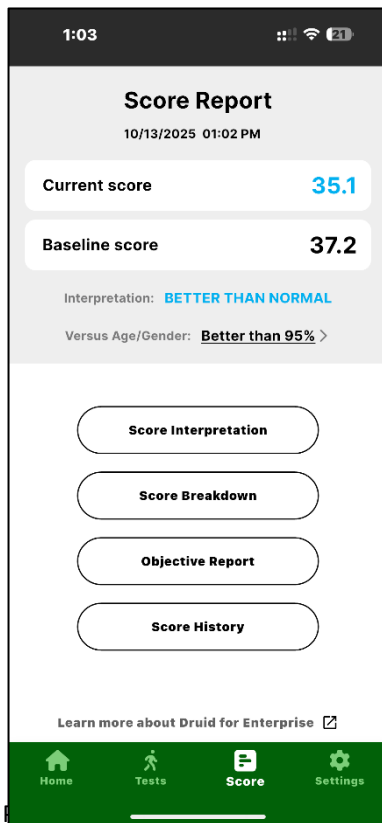 1:03 21
Score Report
10/13/2025 01:02 PM
Current score 35.1
Baseline score 37.2
Interpretation: BETTER THAN NORMAL
Versus Age/Gender: Better than 95% >
Score Interpretation
Score Breakdown
Objective Report
Score History
Learn more about Druid for Enterprise
Home Tests Score Settings